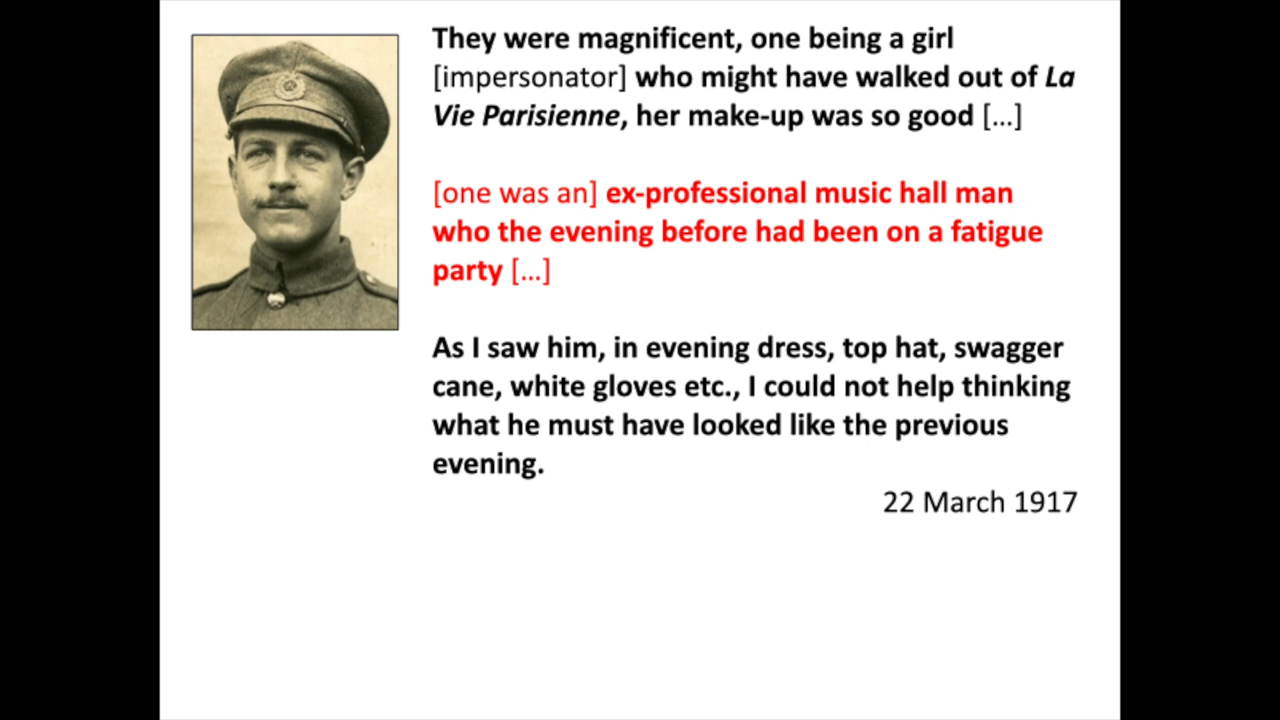 They were magnificent, one being a girl
[impersonator] who might have walked out of La
Vie Parisienne, her make-up was so good [...]
[one was an] ex-professional music hall man
who the evening before had been on a fatigue
party [...]
As I saw him, in evening dress, top hat, swagger
cane, white gloves etc., I could not help thinking
what he must have looked like the previous
evening.
22 March 1917